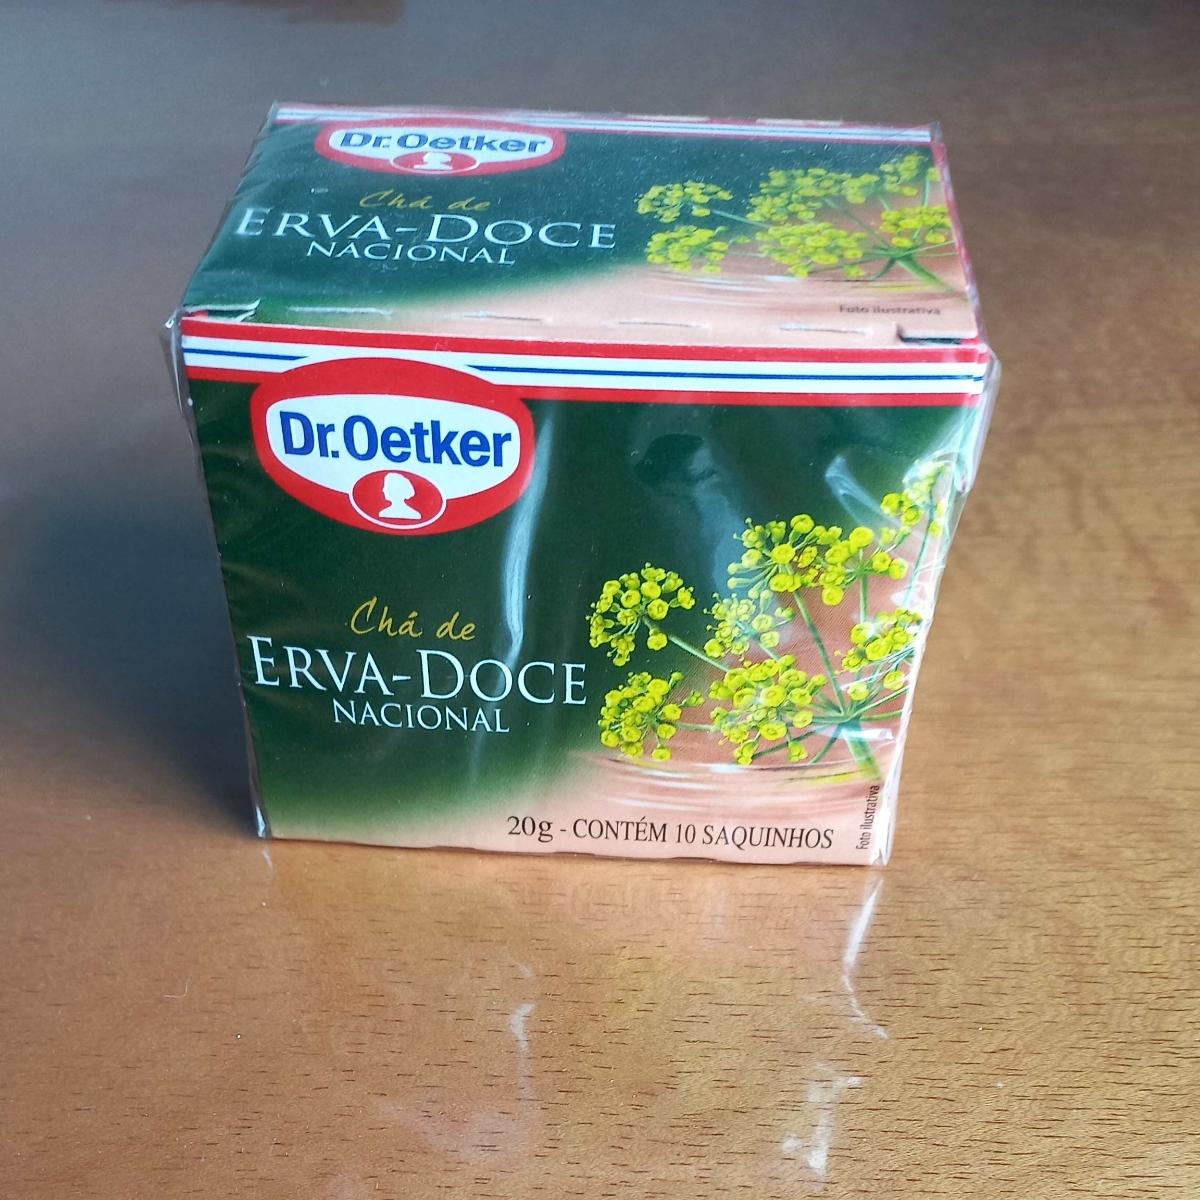 Dr.Oetker
Chá de
ERVA-DOCE
NACIONAL
Foto ilustrativa
Dr.Oetker
Chá de
ERVA-DOCE
NACIONAL
20g - CONTÉM 10 SAQUINHOS
Foto ilustrativa